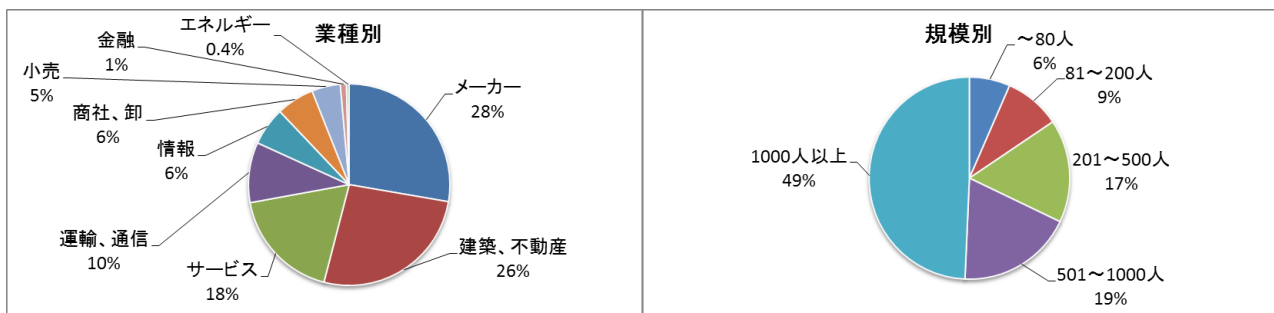 業種別
メーカー
28%
建築、不動産
26%
サービス
18%
運輸、通信
10%
情報
6%
商社、卸
6%
小売
5%
金融
1%
エネルギー
0.4%
規模別
～80人
6%
81～200人
9%
201～500人
17%
501～1000人
19%
1000人以上
49%